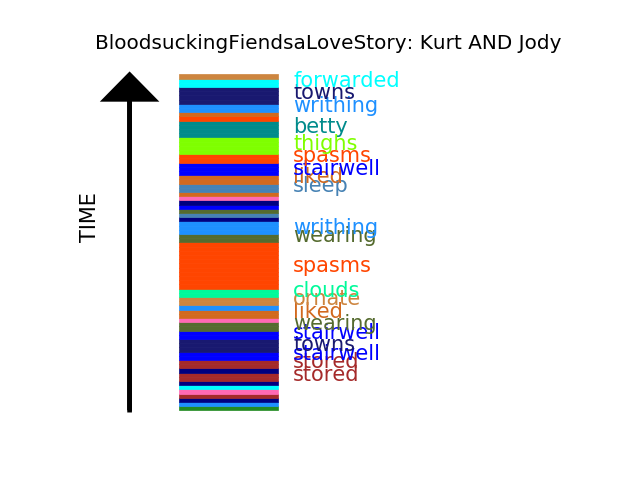 BloodsuckingFiendsaLoveStory: Kurt AND Jody
forwarded
towns
writhing
betty
thighs
spasms
stairwell
liked
sleep
TIME
writhing
wearing
spasms
clouds
ornate
liked
wearing
stairwell
towns
stairwell
stored
stored